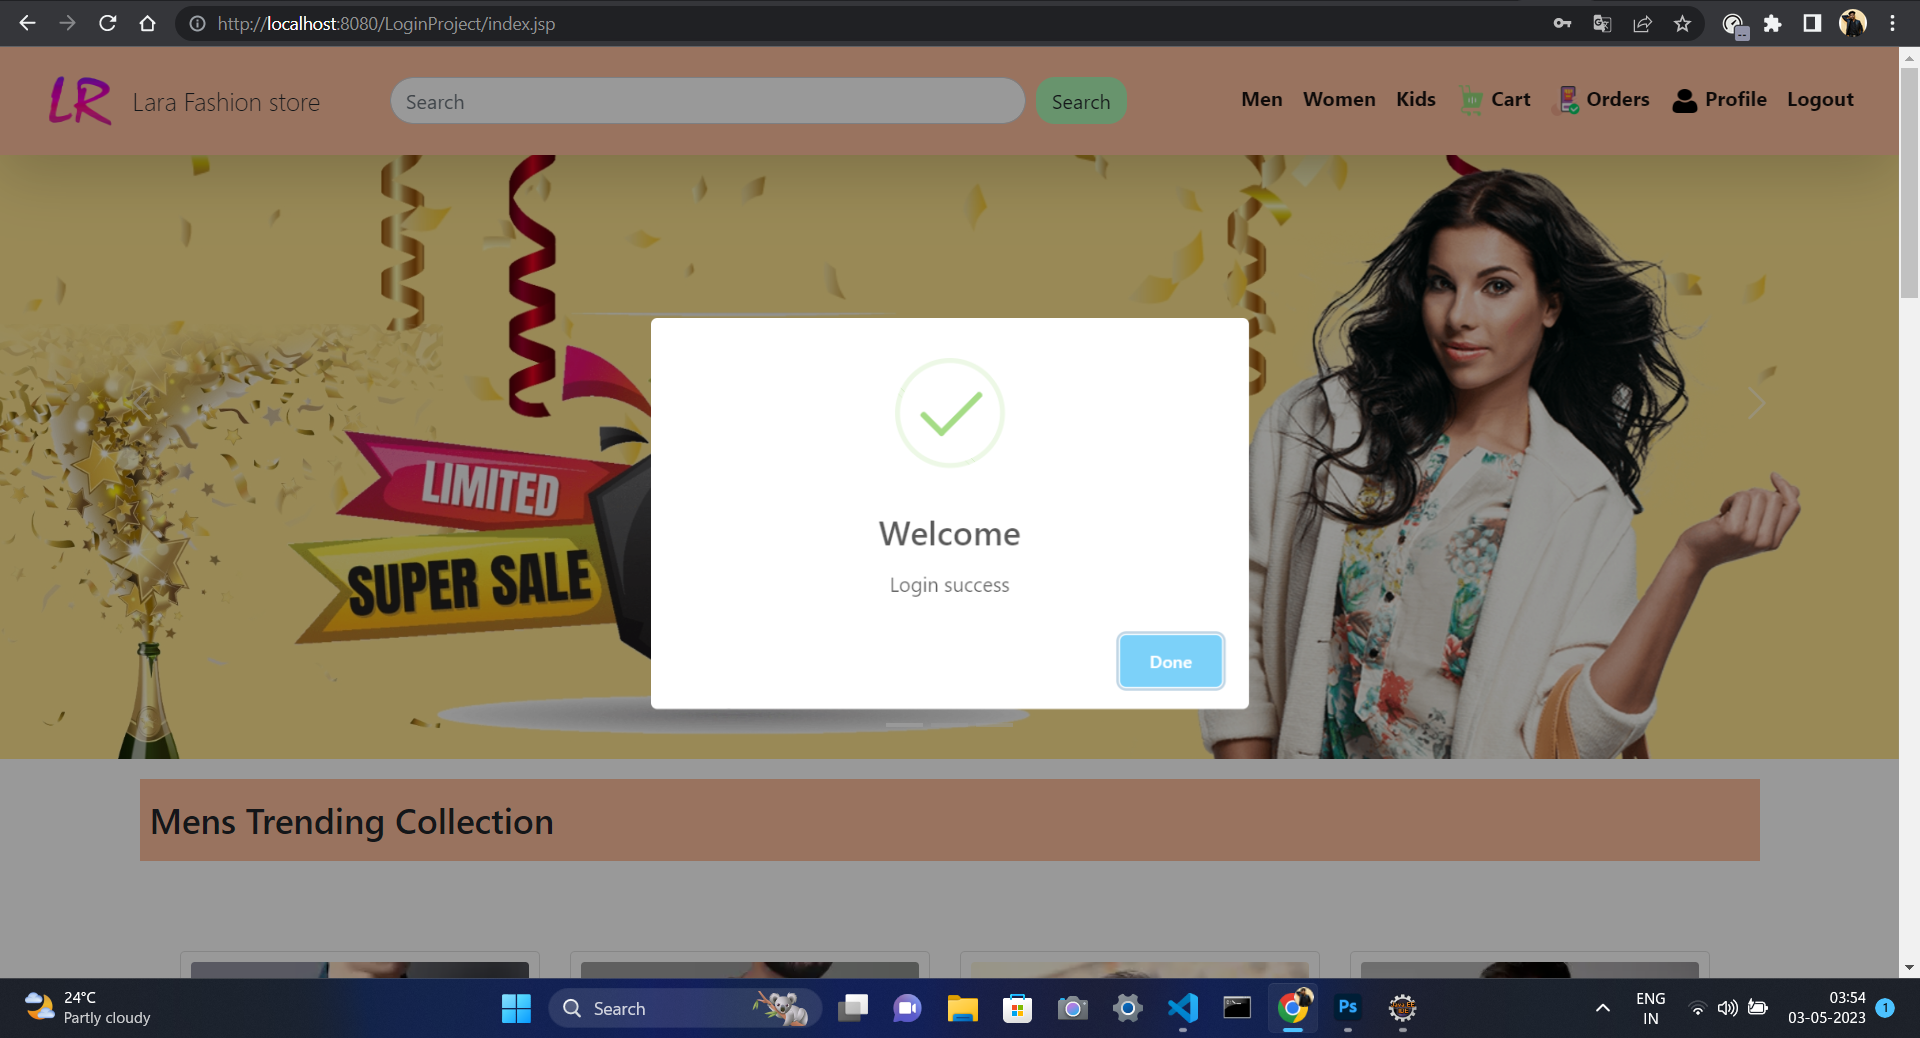 http://localhost:8080/LoginProject/index.jsp
LR
Lara Fashion store
Search
Search
Men
Women
Kids
Cart
Orders
Profile
Logout
LIMITED
SUPER SALE
Welcome
Login success
Done
Mens Trending Collection
24°C
Partly cloudy
Search
Ps
ENG
IN
03:54
03-05-2023
1